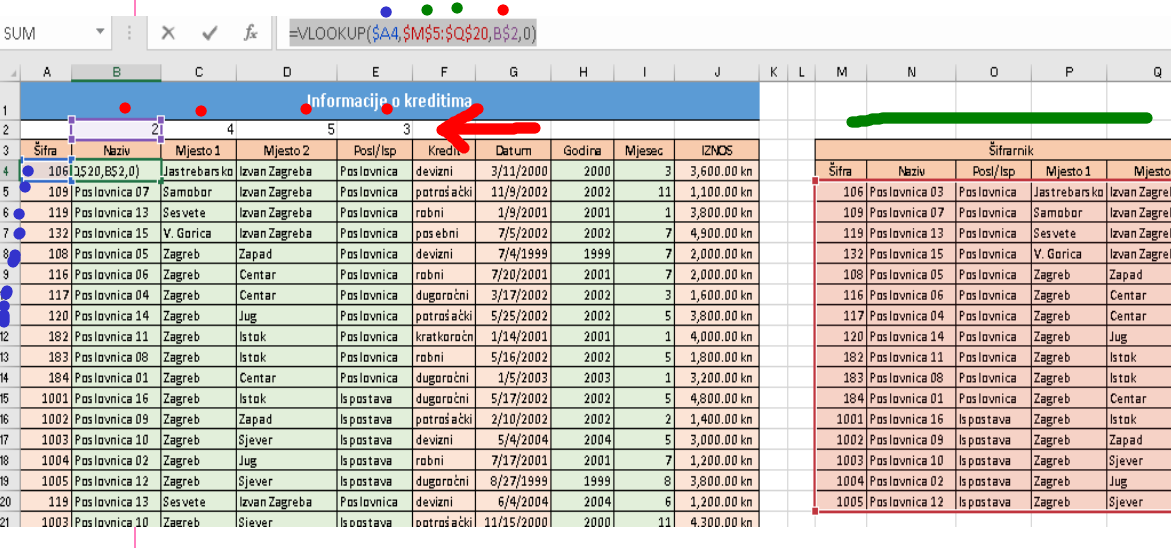 SUM =VLOOKUP($A4,$M$5:$Q$20,B$2,0)
A B C D E F G H I J K L M N O P Q
1 Informacije o kreditima
2 2 4 5 3
3 Šifra Naziv Mjesto 1 Mjesto 2 Posl/Isp Kredit Datum Godina Mjesec IZNOS Šifrarnik
4 106 Q$20,B$2,0) Jastrebarsko Izvan Zagreba Poslovnica devizni 3/11/2000 2000 3 3,600.00 kn Šifra Naziv Posl/Isp Mjesto 1 Mjesto
5 109 Poslovnica 07 Samobor Izvan Zagreba Poslovnica potrošački 11/9/2002 2002 11 1,100.00 kn 106 Poslovnica 03 Poslovnica Jastrebarsko Izvan Zagre
6 119 Poslovnica 13 Sesvete Izvan Zagreba Poslovnica robni 1/9/2001 2001 1 3,800.00 kn 109 Poslovnica 07 Poslovnica Samobor Izvan Zagre
7 132 Poslovnica 15 V. Gorica Izvan Zagreba Poslovnica posebni 7/5/2002 2002 7 4,900.00 kn 119 Poslovnica 13 Poslovnica Sesvete Izvan Zagre
8 108 Poslovnica 05 Zagreb Zapad Poslovnica devizni 7/4/1999 1999 7 2,000.00 kn 132 Poslovnica 15 Poslovnica V. Gorica Izvan Zagre
9 116 Poslovnica 06 Zagreb Centar Poslovnica robni 7/20/2001 2001 7 2,000.00 kn 108 Poslovnica 05 Poslovnica Zagreb Zapad
117 Poslovnica 04 Zagreb Centar Poslovnica dugoročni 3/17/2002 2002 3 1,600.00 kn 116 Poslovnica 06 Poslovnica Zagreb Centar
120 Poslovnica 14 Zagreb Jug Poslovnica potrošački 5/25/2002 2002 5 3,800.00 kn 117 Poslovnica 04 Poslovnica Zagreb Centar
12 182 Poslovnica 11 Zagreb Istok Poslovnica kratkoročn 1/14/2001 2001 1 4,000.00 kn 120 Poslovnica 14 Poslovnica Zagreb Jug
13 183 Poslovnica 08 Zagreb Istok Poslovnica robni 5/16/2002 2002 5 1,800.00 kn 182 Poslovnica 11 Poslovnica Zagreb Istok
14 184 Poslovnica 01 Zagreb Centar Poslovnica dugoročni 1/5/2003 2003 1 3,200.00 kn 183 Poslovnica 08 Poslovnica Zagreb Istok
15 1001 Poslovnica 16 Zagreb Istok Ispostava dugoročni 5/17/2002 2002 5 4,800.00 kn 184 Poslovnica 01 Poslovnica Zagreb Centar
16 1002 Poslovnica 09 Zagreb Zapad Ispostava potrošački 2/10/2002 2002 2 1,400.00 kn 1001 Poslovnica 16 Ispostava Zagreb Istok
17 1003 Poslovnica 10 Zagreb Sjever Ispostava devizni 5/4/2004 2004 5 3,000.00 kn 1002 Poslovnica 09 Ispostava Zagreb Zapad
18 1004 Poslovnica 02 Zagreb Jug Ispostava robni 7/17/2001 2001 7 1,200.00 kn 1003 Poslovnica 10 Ispostava Zagreb Sjever
19 1005 Poslovnica 12 Zagreb Sjever Ispostava dugoročni 8/27/1999 1999 8 3,800.00 kn 1004 Poslovnica 02 Ispostava Zagreb Jug
20 119 Poslovnica 13 Sesvete Izvan Zagreba Poslovnica devizni 6/4/2004 2004 6 1,200.00 kn 1005 Poslovnica 12 Ispostava Zagreb Sjever
21 1003 Poslovnica 10 Zagreb Sjever Ispostava potrošački 11/15/2000 2000 11 4,300.00 kn